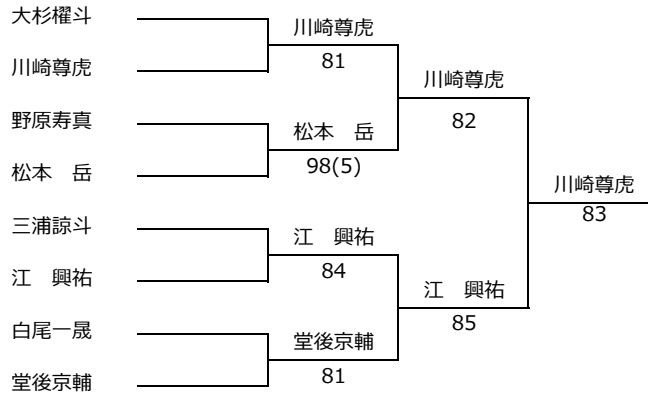 大杉櫂斗
川崎尊虎
81
川崎尊虎
川崎尊虎
82
野原寿真
松本　岳
98(5)
松本　岳
川崎尊虎
83
三浦諒斗
江　興祐
84
江　興祐
江　興祐
85
白尾一晟
堂後京輔
81
堂後京輔